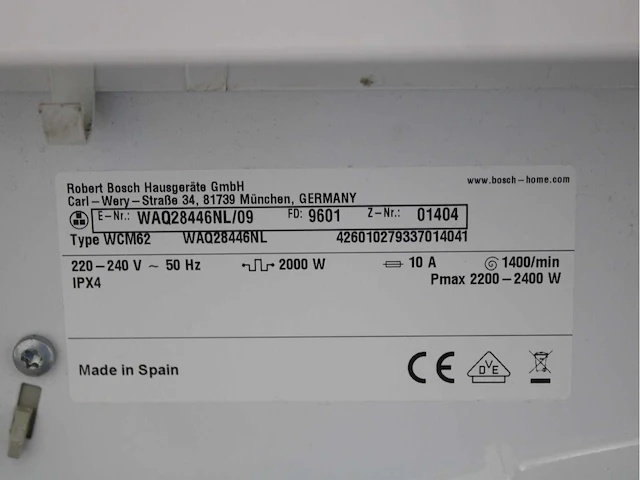 Robert Bosch Hausgeräte GmbH
www.bosch-home.com
Carl-Wery-Straße 34, 81739 München, GERMANY
E-Nr.: WAQ28446NL/09 FD: 9601 Z-Nr.: 01404
Type WCM62 WAQ28446NL 426010279337014041
220-240 V ~ 50 Hz 2000 W 10 A 1400/min
IPX4 Pmax 2200-2400 W
Made in Spain CE DVE